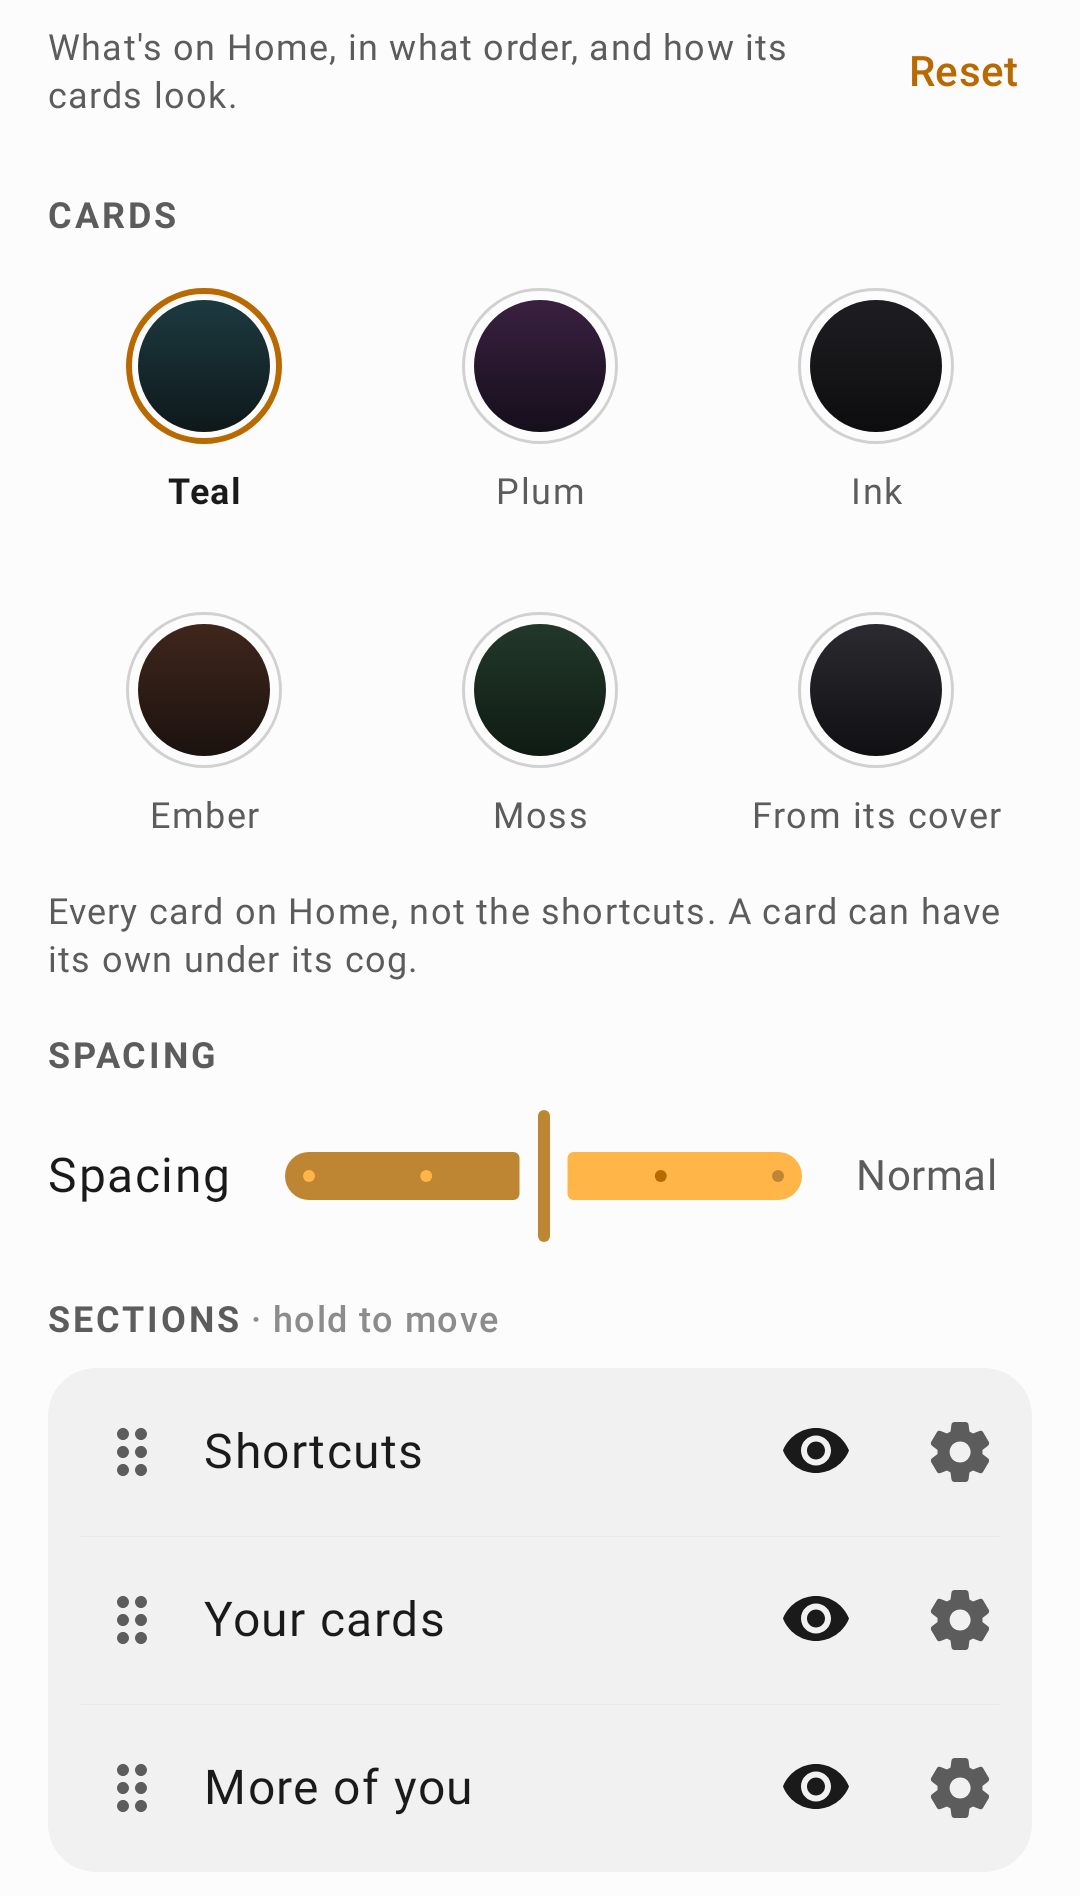 What's on Home, in what order, and how its
cards look.
Reset
CARDS
Teal
Plum
Ink
Ember
Moss
From its cover
Every card on Home, not the shortcuts. A card can have
its own under its cog.
SPACING
Spacing
Normal
SECTIONS · hold to move
Shortcuts
Your cards
More of you